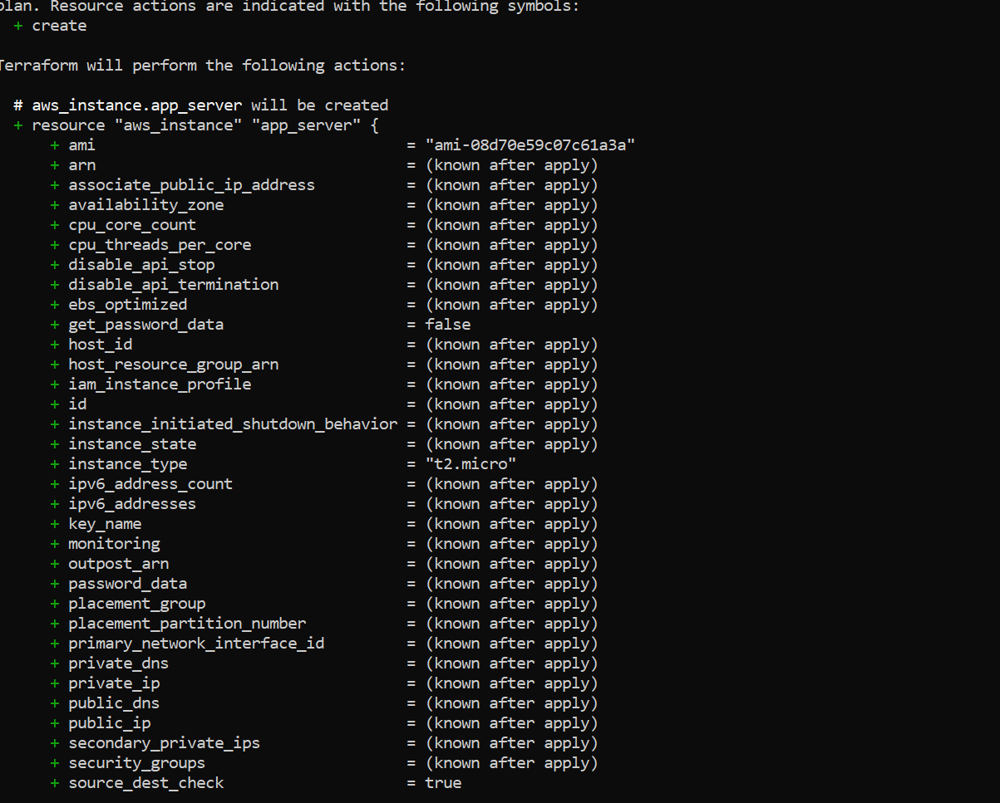 plan. Resource actions are indicated with the following symbols:
+ create
Terraform will perform the following actions:
# aws_instance.app_server will be created
+ resource "aws_instance" "app_server" {
+ ami = "ami-08d70e59c07c61a3a"
+ arn = (known after apply)
+ associate_public_ip_address = (known after apply)
+ availability_zone = (known after apply)
+ cpu_core_count = (known after apply)
+ cpu_threads_per_core = (known after apply)
+ disable_api_stop = (known after apply)
+ disable_api_termination = (known after apply)
+ ebs_optimized = (known after apply)
+ get_password_data = false
+ host_id = (known after apply)
+ host_resource_group_arn = (known after apply)
+ iam_instance_profile = (known after apply)
+ id = (known after apply)
+ instance_initiated_shutdown_behavior = (known after apply)
+ instance_state = (known after apply)
+ instance_type = "t2.micro"
+ ipv6_address_count = (known after apply)
+ ipv6_addresses = (known after apply)
+ key_name = (known after apply)
+ monitoring = (known after apply)
+ outpost_arn = (known after apply)
+ password_data = (known after apply)
+ placement_group = (known after apply)
+ placement_partition_number = (known after apply)
+ primary_network_interface_id = (known after apply)
+ private_dns = (known after apply)
+ private_ip = (known after apply)
+ public_dns = (known after apply)
+ public_ip = (known after apply)
+ secondary_private_ips = (known after apply)
+ security_groups = (known after apply)
+ source_dest_check = true